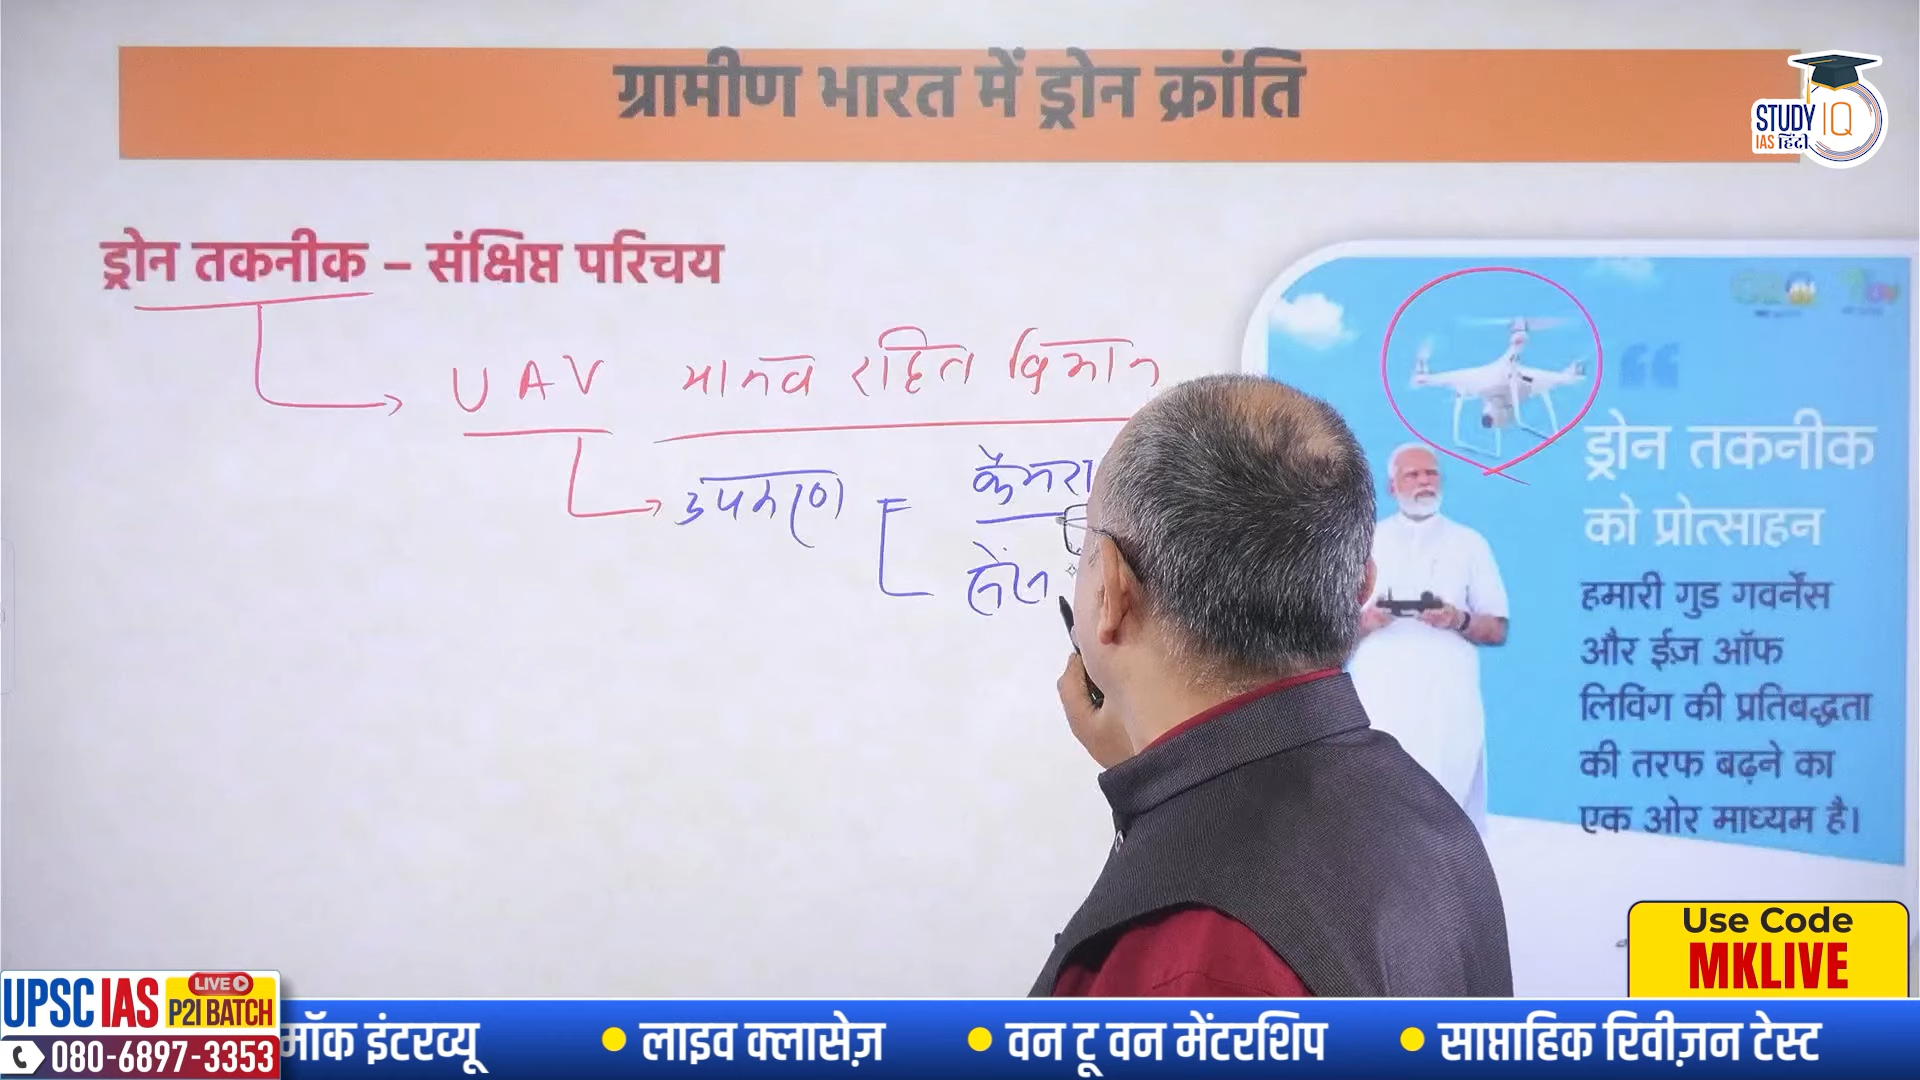 ग्रामीण भारत में ड्रोन क्रांति
STUDY IQ
IAS हिंदी
ड्रोन तकनीक – संक्षिप्त परिचय
UAV मानव रहित विमान
उपकरण
कैमरा
ड्रोन तकनीक
को प्रोत्साहन
हमारी गुड गवर्नेंस
और ईज़ ऑफ
लिविंग की प्रतिबद्धता
की तरफ बढ़ने का
एक ओर माध्यम है।
Use Code
MKLIVE
UPSC IAS LIVE
P2I BATCH
080-6897-3353
मॉक इंटरव्यू • लाइव क्लासेज़ • वन टू वन मेंटरशिप • साप्ताहिक रिवीज़न टेस्ट